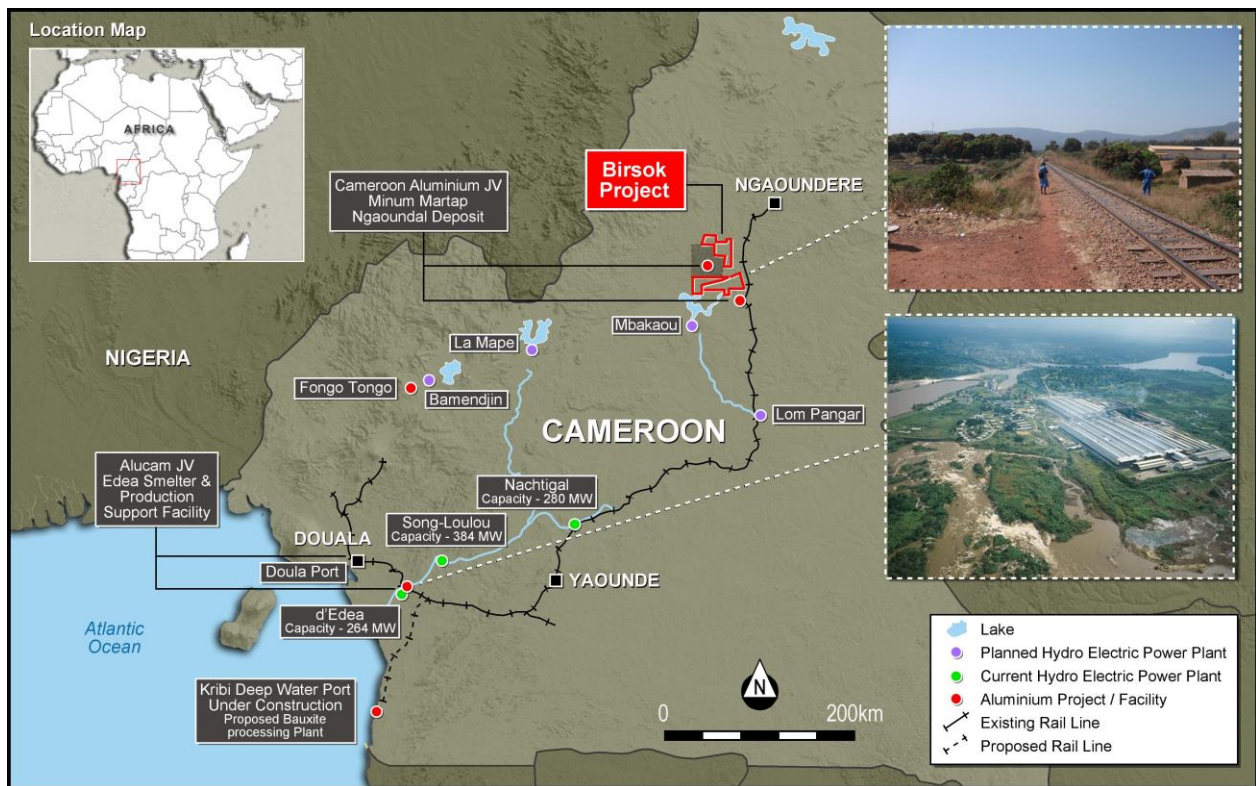 Location Map
AFRICA
Cameroon Aluminium JV
Minum Martap
Ngaoundal Deposit
Birsok
Project
NGAOUNDERE
NIGERIA
La Mape
Mbakaou
Fongo Tongo
Bamendjin
Lom Pangar
CAMEROON
Alucam JV
Edea Smelter &
Production
Support Facility
Nachtigal
Capacity - 280 MW
Song-Loulou
Capacity - 384 MW
DOUALA
Doula Port
YAOUNDE
d'Edea
Capacity - 264 MW
Atlantic
Ocean
Kribi Deep Water Port
Under Construction
Proposed Bauxite
processing Plant
N
0 200km
Lake
Planned Hydro Electric Power Plant
Current Hydro Electric Power Plant
Aluminium Project / Facility
Existing Rail Line
Proposed Rail Line